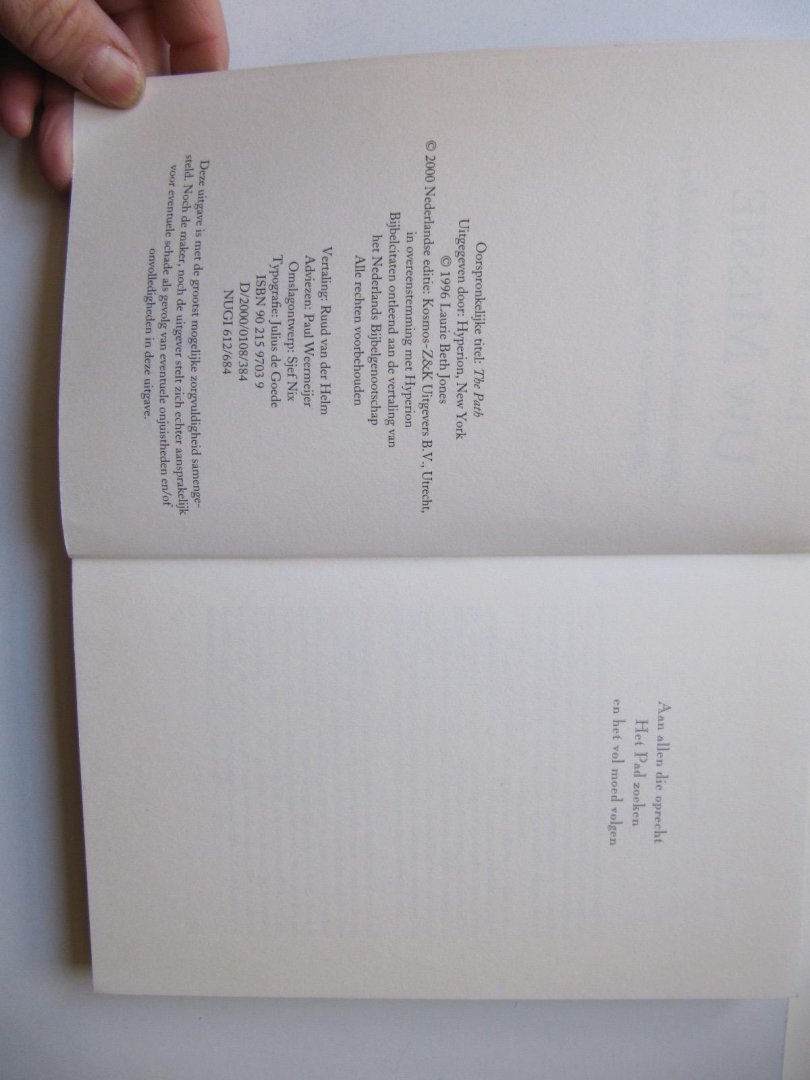 Oorspronkelijke titel: The Path
Uitgegeven door: Hyperion, New York
© 1996 Laurie Beth Jones
© 2000 Nederlandse editie: Kosmos-Z&K Uitgevers B.V., Utrecht,
in overeenstemming met Hyperion
Bijbelcitaten ontleend aan de vertaling van
het Nederlands Bijbelgenootschap
Alle rechten voorbehouden
Vertaling: Ruud van der Helm
Adviezen: Paul Weermeijer
Omslagontwerp: Sjef Nix
Typografie: Julius de Goede
ISBN 90 215 9703 9
D/2000/0108/384
NUGI 612/684
Deze uitgave is met de grootst mogelijke zorgvuldigheid samenge-
steld. Noch de maker, noch de uitgever stelt zich echter aansprakelijk
voor eventuele schade als gevolg van eventuele onjuistheden en/of
onvolledigheden in deze uitgave.
Aan allen die oprecht
Het Pad zoeken
en het vol moed volgen